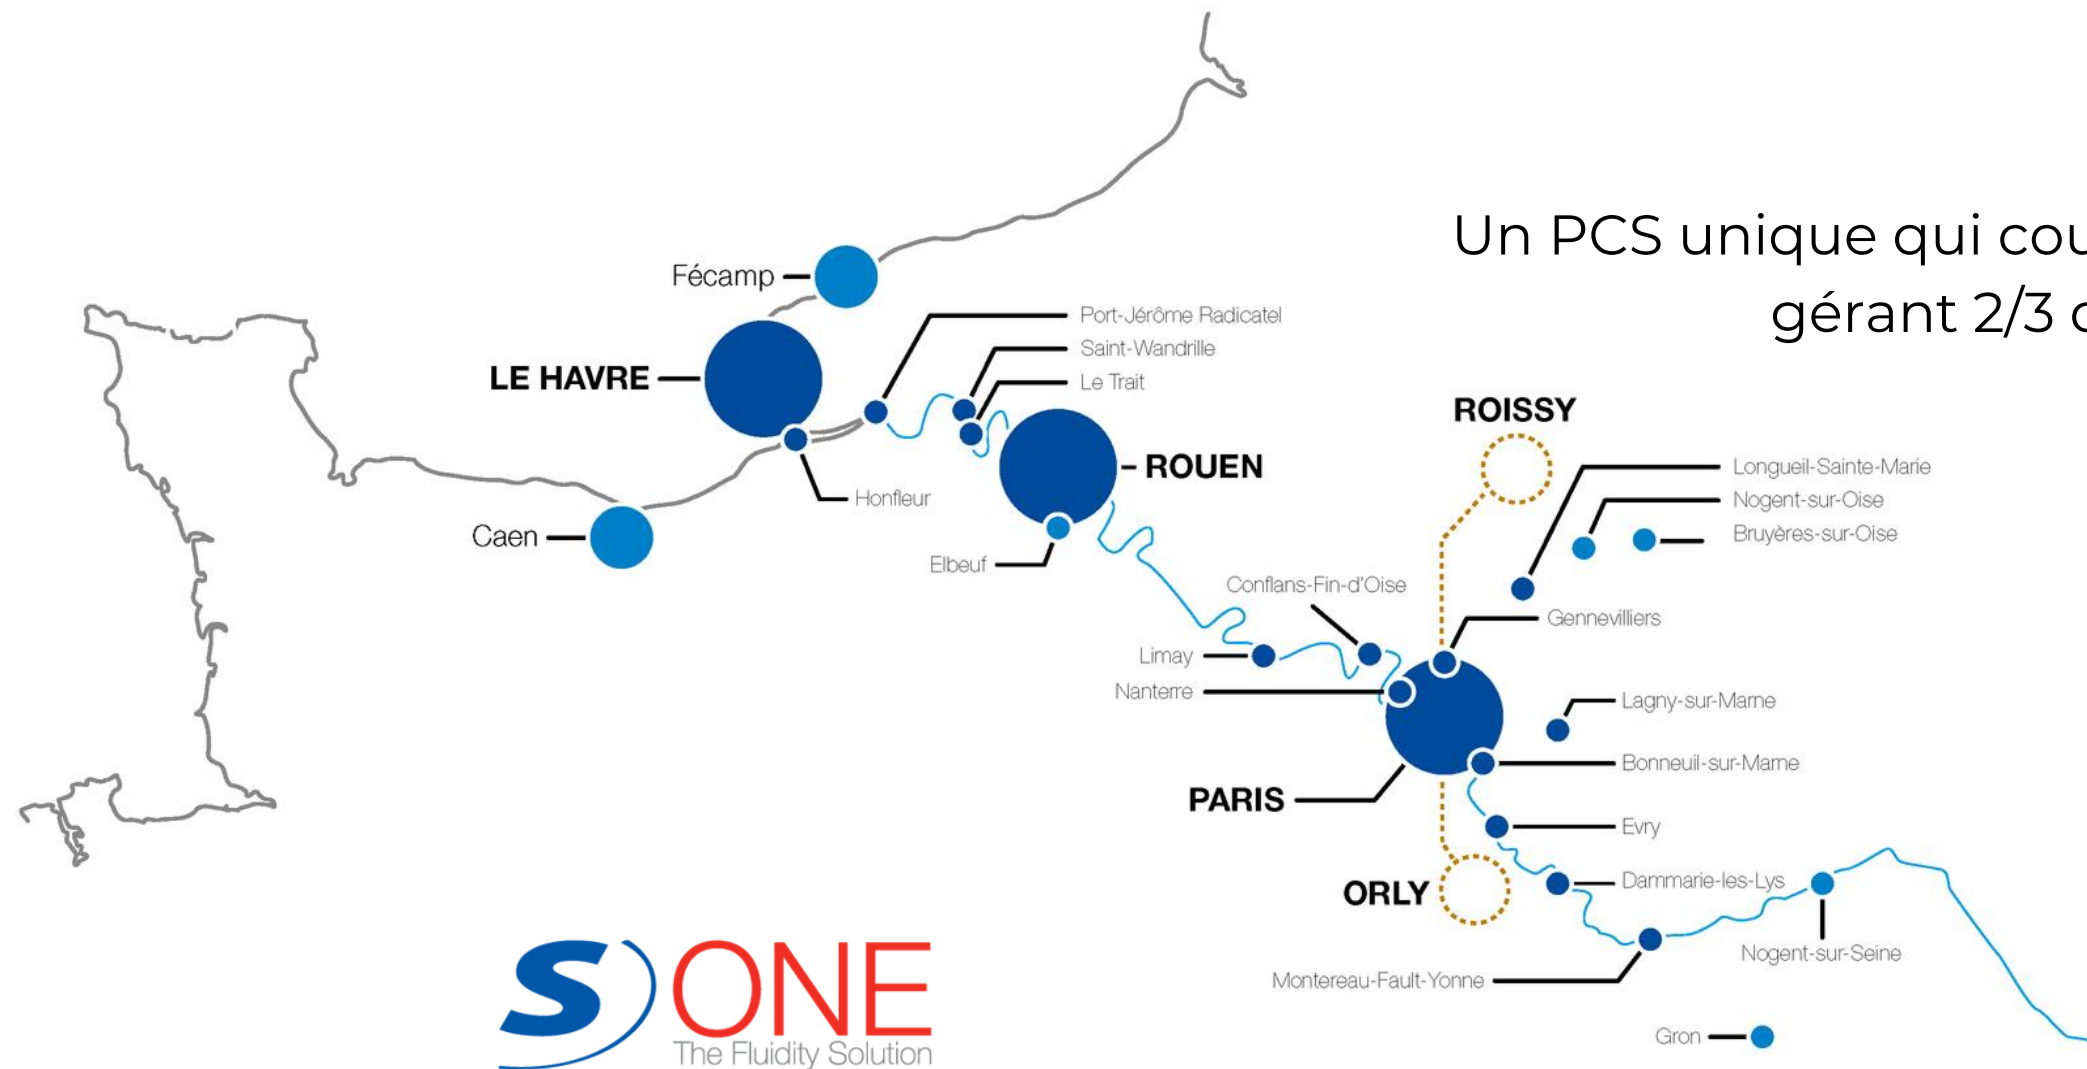 Un PCS unique qui
gérant 2/3
Fécamp
Port-Jérôme Radicatel
Saint-Wandrille
LE HAVRE
Le Trait
ROISSY
ROUEN
Longueil-Sainte-Marie
Honfleur
Nogent-sur-Oise
Caen
Bruyères-sur-Oise
Elbeuf
Conflans-Fin-d'Oise
Gennevilliers
Limay
Nanterre
Lagny-sur-Marne
Bonneuil-sur-Marne
PARIS
Evry
Dammarie-les-Lys
ORLY
Nogent-sur-Seine
Montereau-Fault-Yonne
Gron
S ONE
The Fluidity Solution